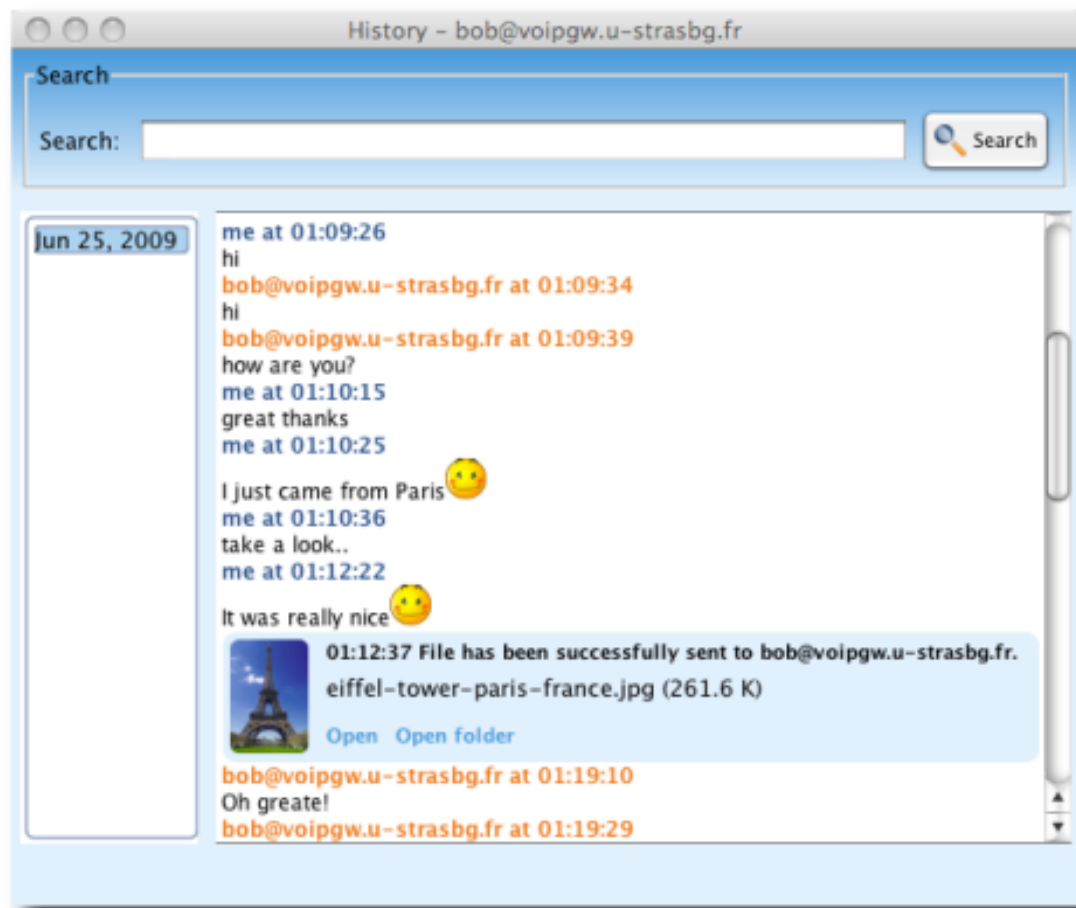 History – bob@voipgw.u-strasbg.fr
Search
Search:
Search
Jun 25, 2009
me at 01:09:26
hi
bob@voipgw.u-strasbg.fr at 01:09:34
hi
bob@voipgw.u-strasbg.fr at 01:09:39
how are you?
me at 01:10:15
great thanks
me at 01:10:25
I just came from Paris
me at 01:10:36
take a look..
me at 01:12:22
It was really nice
01:12:37 File has been successfully sent to bob@voipgw.u-strasbg.fr.
eiffel-tower-paris-france.jpg (261.6 K)
Open Open folder
bob@voipgw.u-strasbg.fr at 01:19:10
Oh greate!
bob@voipgw.u-strasbg.fr at 01:19:29